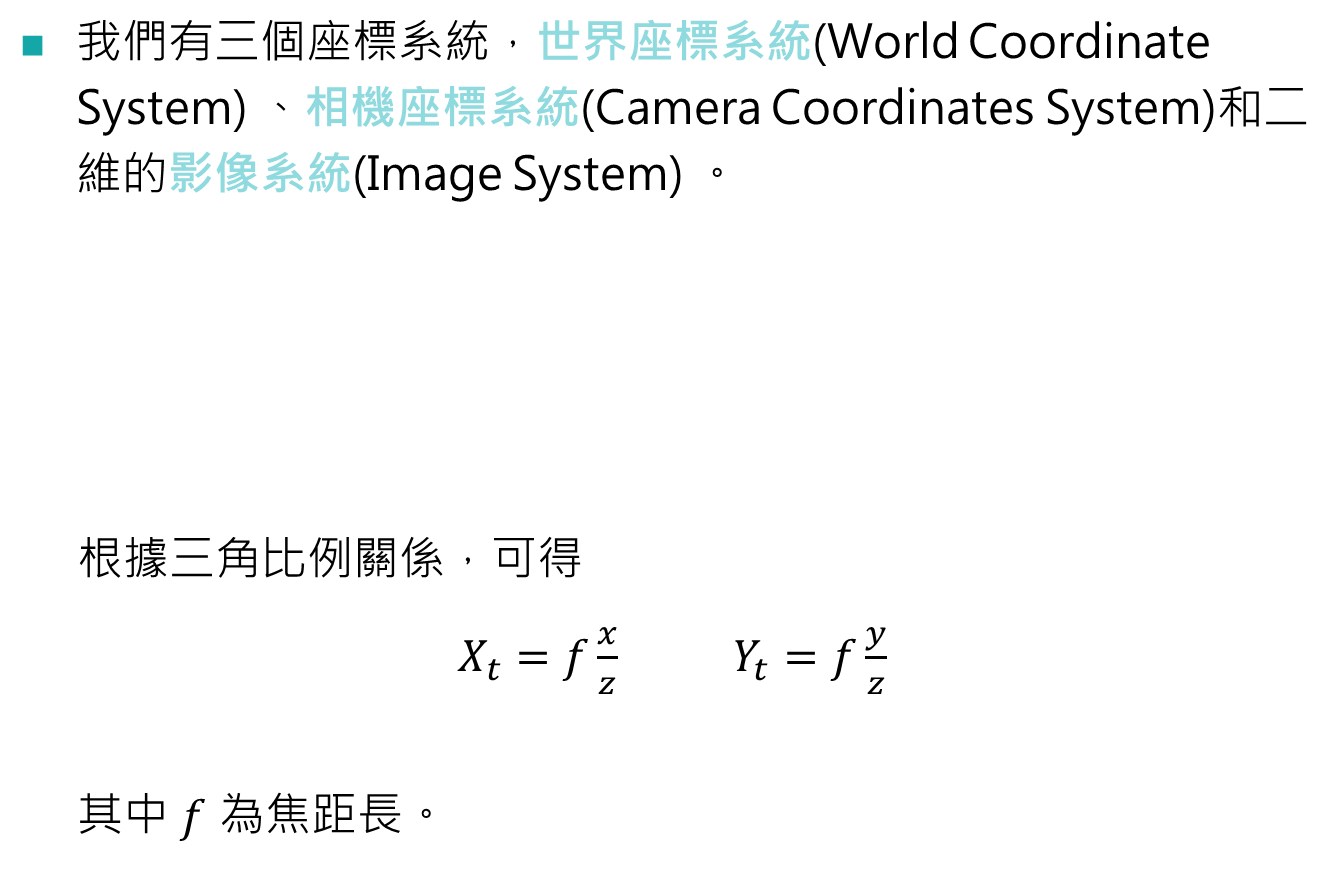 ■ 我們有三個座標系統，世界座標系統(World Coordinate
System) 、相機座標系統(Camera Coordinates System)和二
維的影像系統(Image System) 。
根據三角比例關係，可得
$X_t = f\frac{x}{z}$  $Y_t = f\frac{y}{z}$
其中 $f$ 為焦距長。